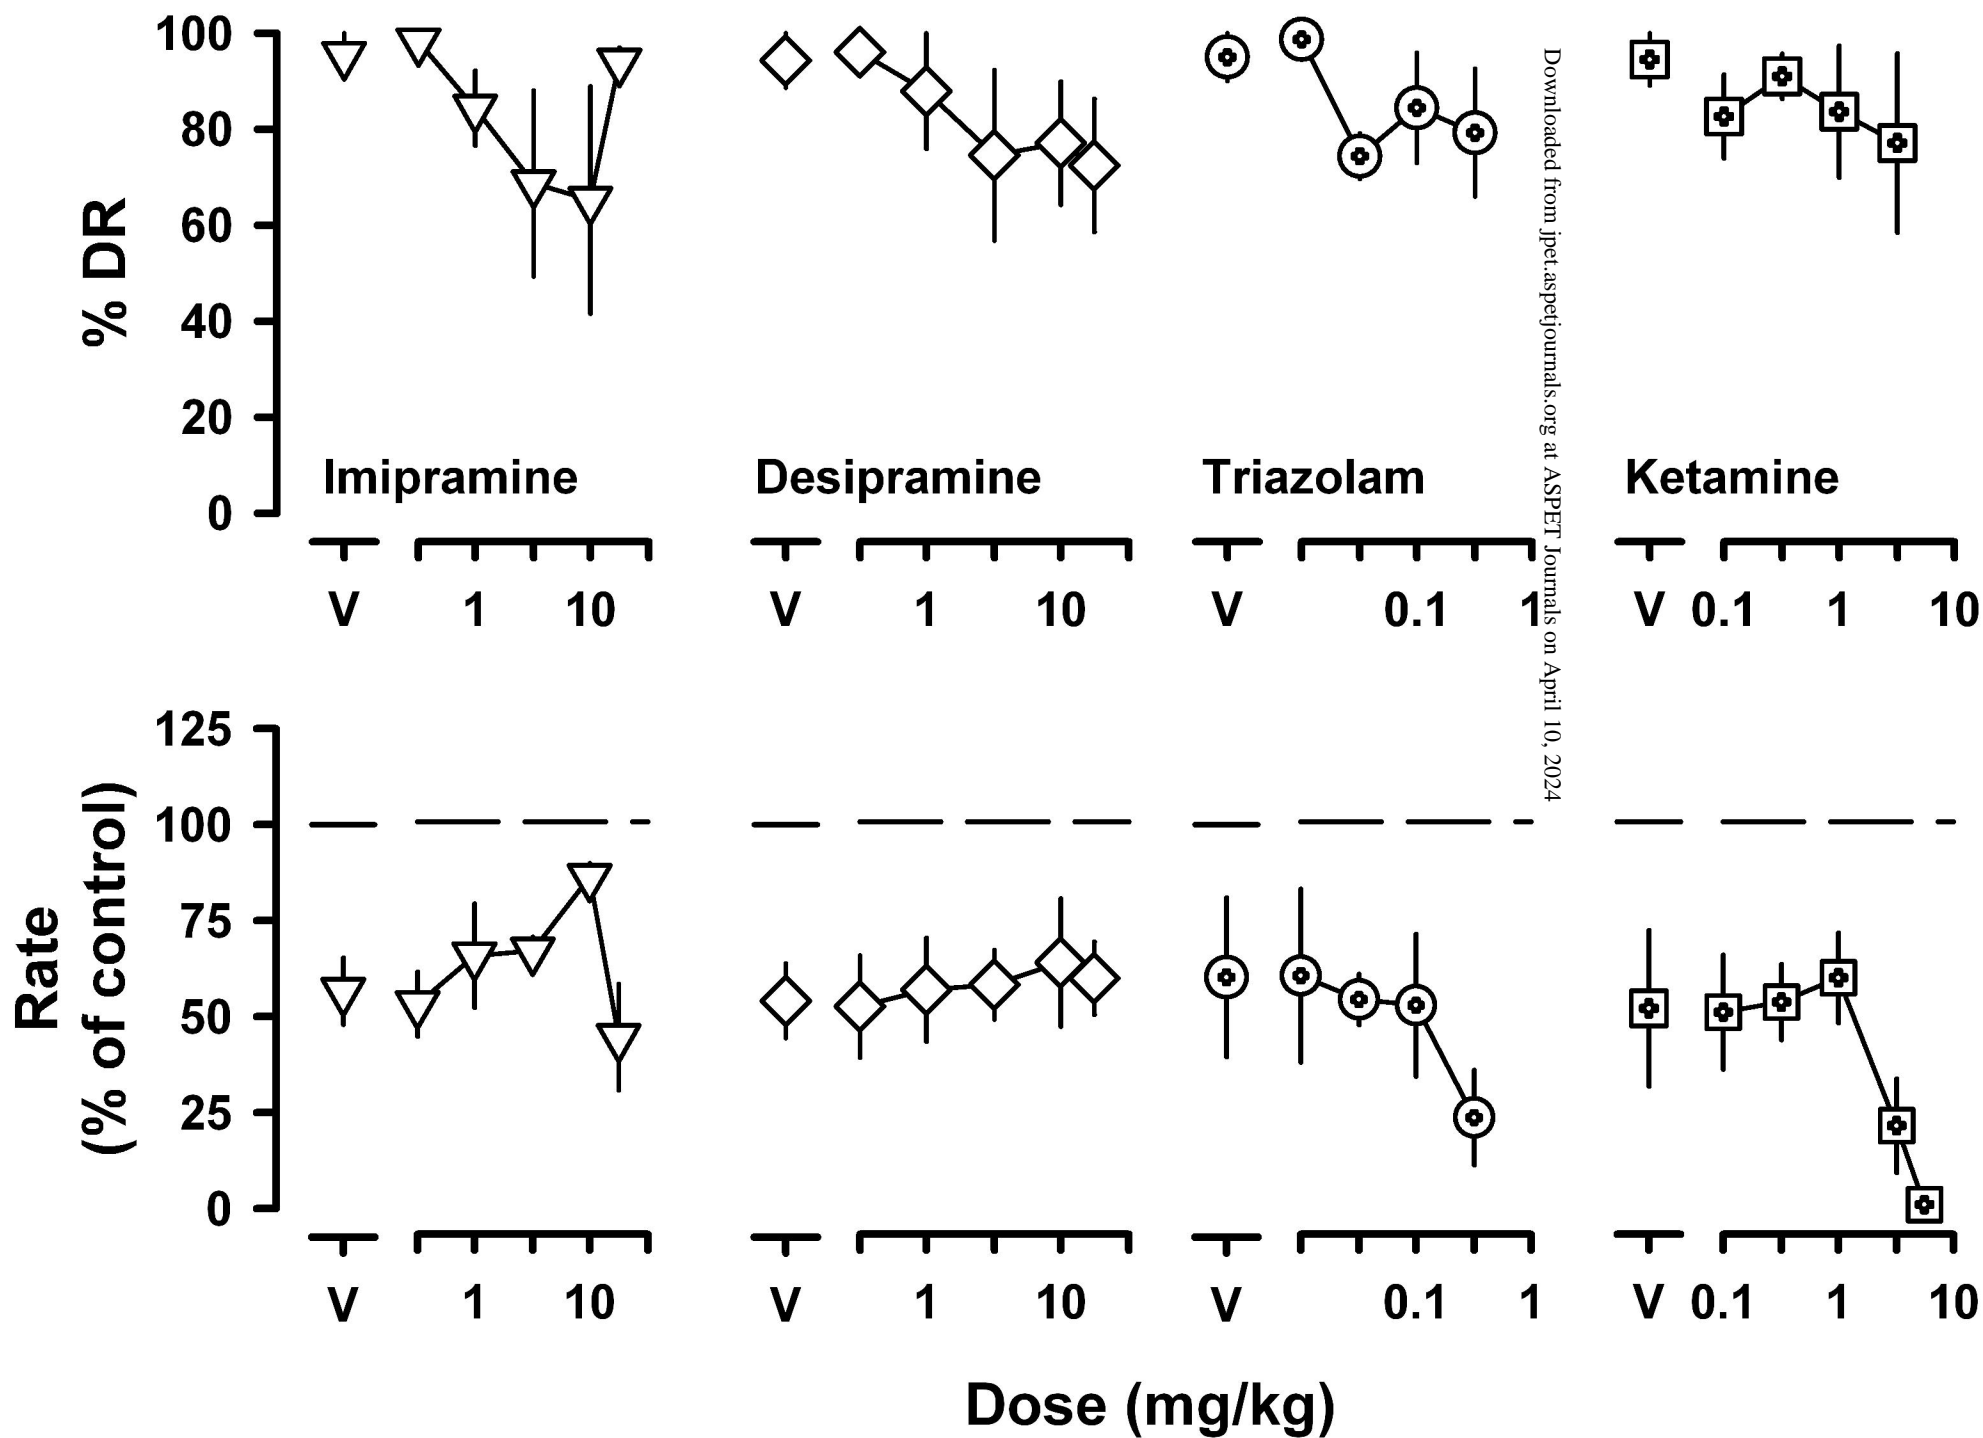 100
80
60
40
20
0
% DR
Imipramine
Desipramine
Triazolam
Ketamine
V 1 10
V 1 10
V 0.1 1
V 0.1 1 10
Downloaded from jpet.aspetjournals.org at ASPET Journals on April 10, 2024
125
100
75
50
25
0
Rate
(% of control)
V 1 10
V 1 10
V 0.1 1
V 0.1 1 10
Dose (mg/kg)